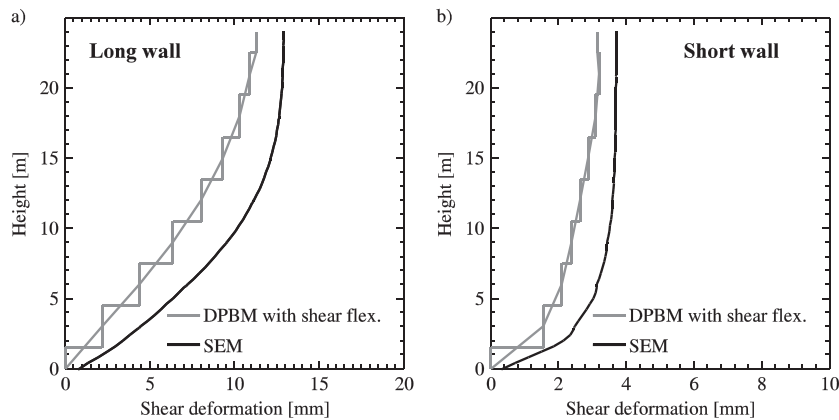 a)
Long wall
Height [m]
20
15
10
5
0
DPBM with shear flex.
SEM
0 5 10 15 20
Shear deformation [mm]
b)
Short wall
Height [m]
20
15
10
5
0
DPBM with shear flex.
SEM
0 2 4 6 8 10
Shear deformation [mm]